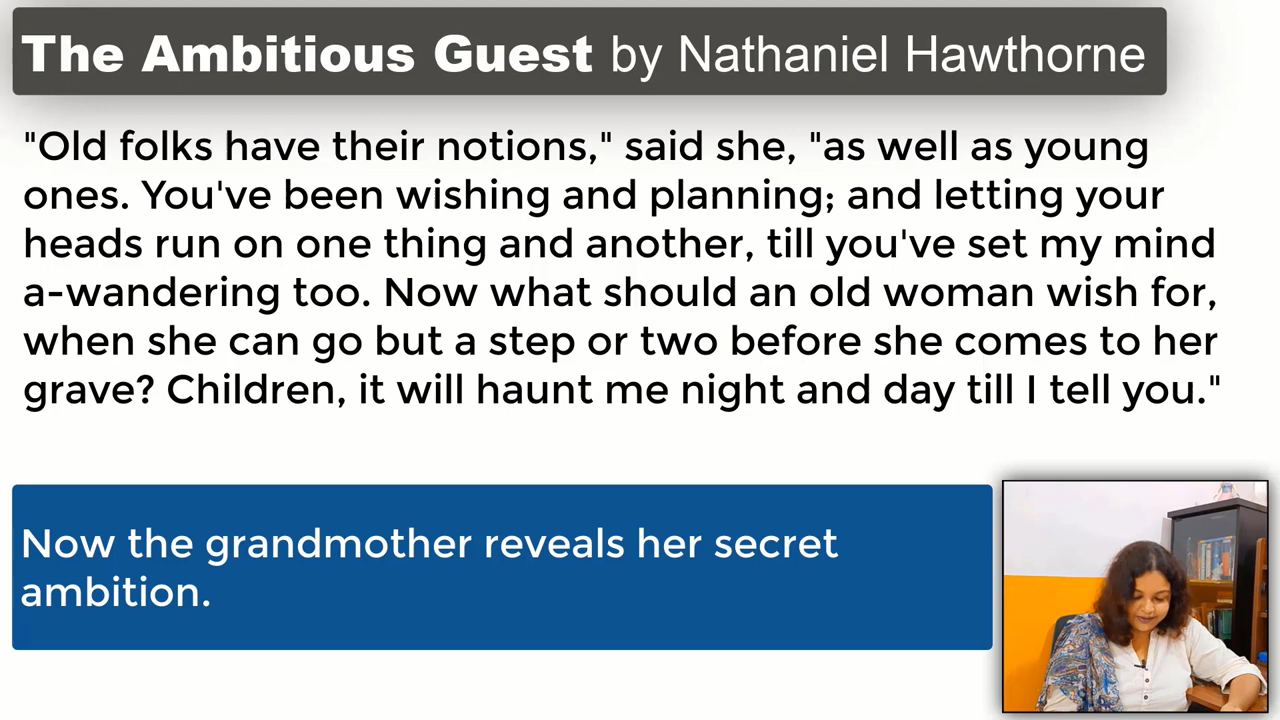 The Ambitious Guest by Nathaniel Hawthorne
"Old folks have their notions," said she, "as well as young
ones. You've been wishing and planning; and letting your
heads run on one thing and another, till you've set my mind
a-wandering too. Now what should an old woman wish for,
when she can go but a step or two before she comes to her
grave? Children, it will haunt me night and day till I tell you."
Now the grandmother reveals her secret
ambition.